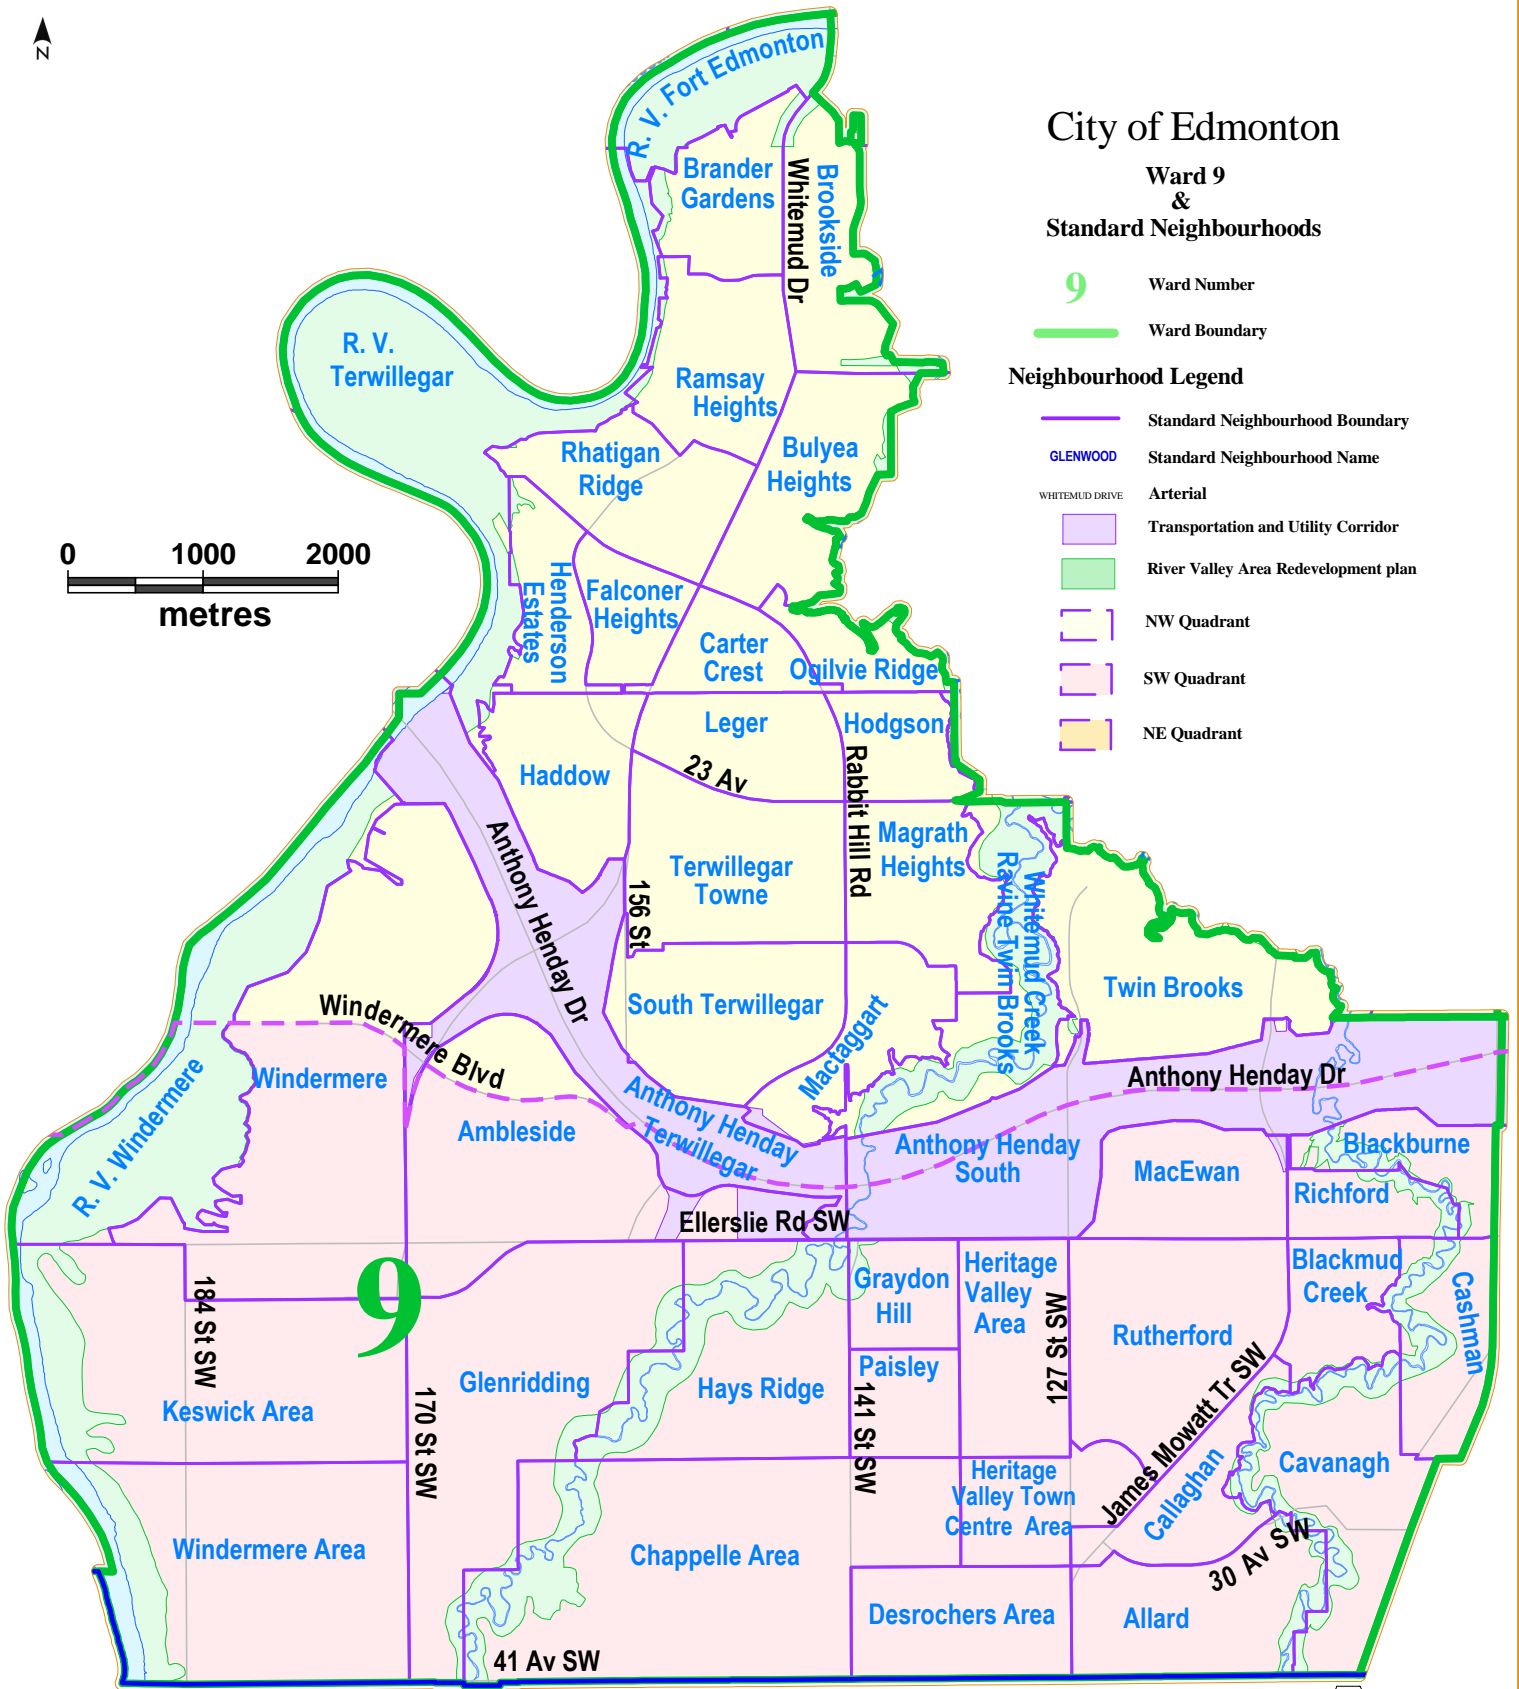 N
City of Edmonton
Ward 9
&
Standard Neighbourhoods
9
Ward Number
Ward Boundary
Neighbourhood Legend
Standard Neighbourhood Boundary
GLENWOOD
Standard Neighbourhood Name
WHITEMUD DRIVE
Arterial
Transportation and Utility Corridor
River Valley Area Redevelopment plan
NW Quadrant
SW Quadrant
NE Quadrant
0 1000 2000
metres
R. V. Fort Edmonton
Brander
Gardens
Whitemud Dr
Brookside
R. V.
Terwillegar
Ramsay
Heights
Rhatigan
Ridge
Bulyea
Heights
Henderson
Estates
Falconer
Heights
Carter
Crest
Ogilvie Ridge
Leger
Hodgson
Haddow
23 Av
Rabbit Hill Rd
Magrath
Heights
Terwillegar
Towne
156 St
Anthony Henday Dr
Whitemud Creek
Ravine Twin Brooks
Twin Brooks
South Terwillegar
Mactaggart
Windermere Blvd
Windermere
R. V. Windermere
Ambleside
Anthony Henday
Terwillegar
Anthony Henday Dr
Anthony Henday
South
MacEwan
Blackburne
Richford
Ellerslie Rd SW
9
184 St SW
170 St SW
Keswick Area
Glenridding
Hays Ridge
Graydon
Hill
Paisley
141 St SW
Heritage
Valley
Area
127 St SW
Rutherford
Blackmud
Creek
Cashman
James Mowatt Tr SW
Callaghan
Cavanagh
Heritage
Valley Town
Centre Area
30 Av SW
Windermere Area
Chappelle Area
Desrochers Area
Allard
41 Av SW